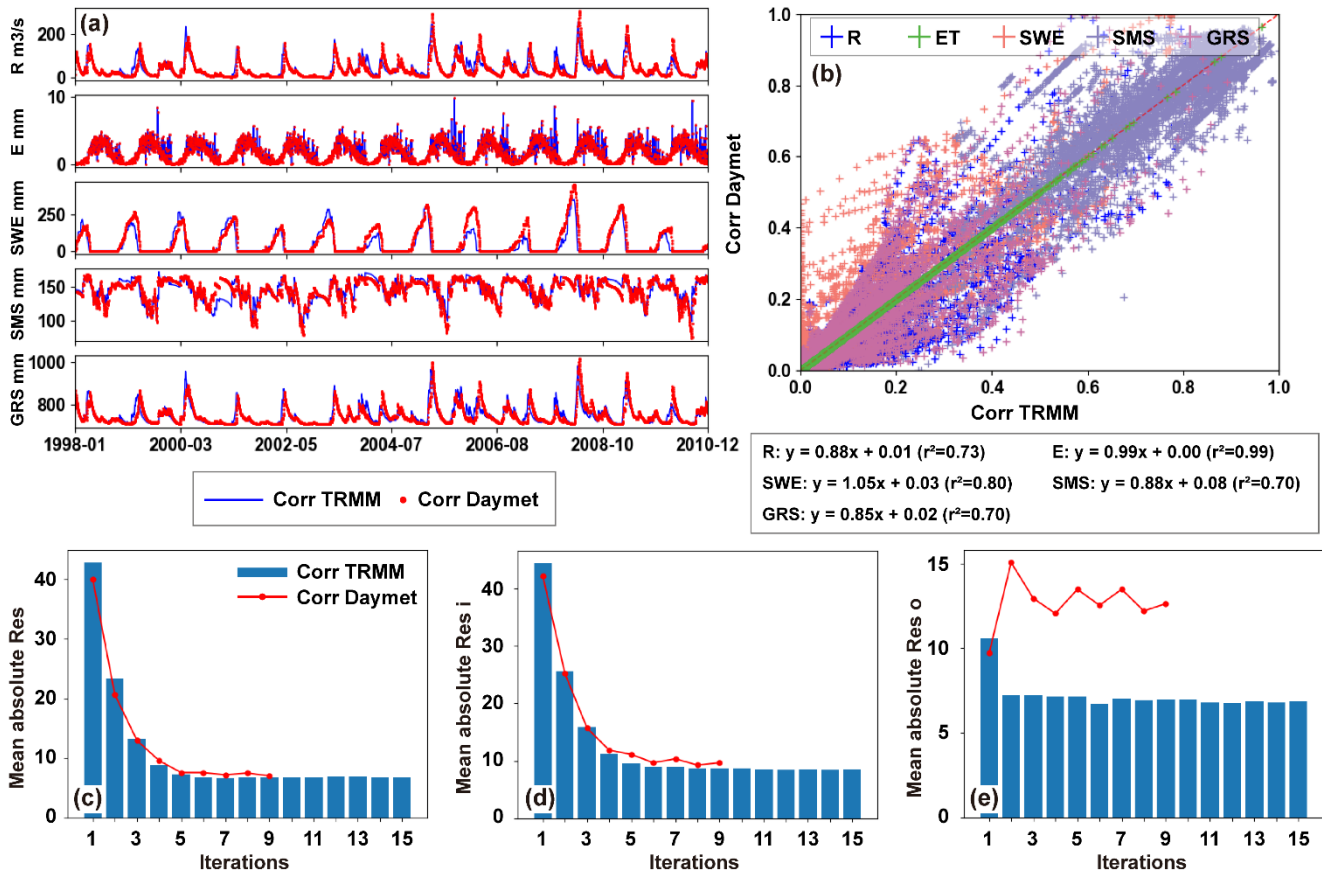 (a)
R m3/s
200
0
E mm
10
0
SWE mm
250
0
SMS mm
150
100
GRS mm
1000
750
1998-01 2000-03 2002-05 2004-07 2006-08 2008-10 2010-12
Corr TRMM Corr Daymet
(b)
R ET SWE SMS GRS
Corr Daymet
1.0
0.8
0.6
0.4
0.2
0.0
0.0 0.2 0.4 0.6 0.8 1.0
Corr TRMM
R: y = 0.88x + 0.01 (r²=0.73) E: y = 0.99x + 0.00 (r²=0.99)
SWE: y = 1.05x + 0.03 (r²=0.80) SMS: y = 0.88x + 0.08 (r²=0.70)
GRS: y = 0.85x + 0.02 (r²=0.70)
Mean absolute Res
40
30
20
10
0
Corr TRMM
Corr Daymet
(c)
1 3 5 7 9 11 13 15
Iterations
Mean absolute Res i
40
30
20
10
0
(d)
1 3 5 7 9 11 13 15
Iterations
Mean absolute Res o
15
10
5
0
(e)
1 3 5 7 9 11 13 15
Iterations